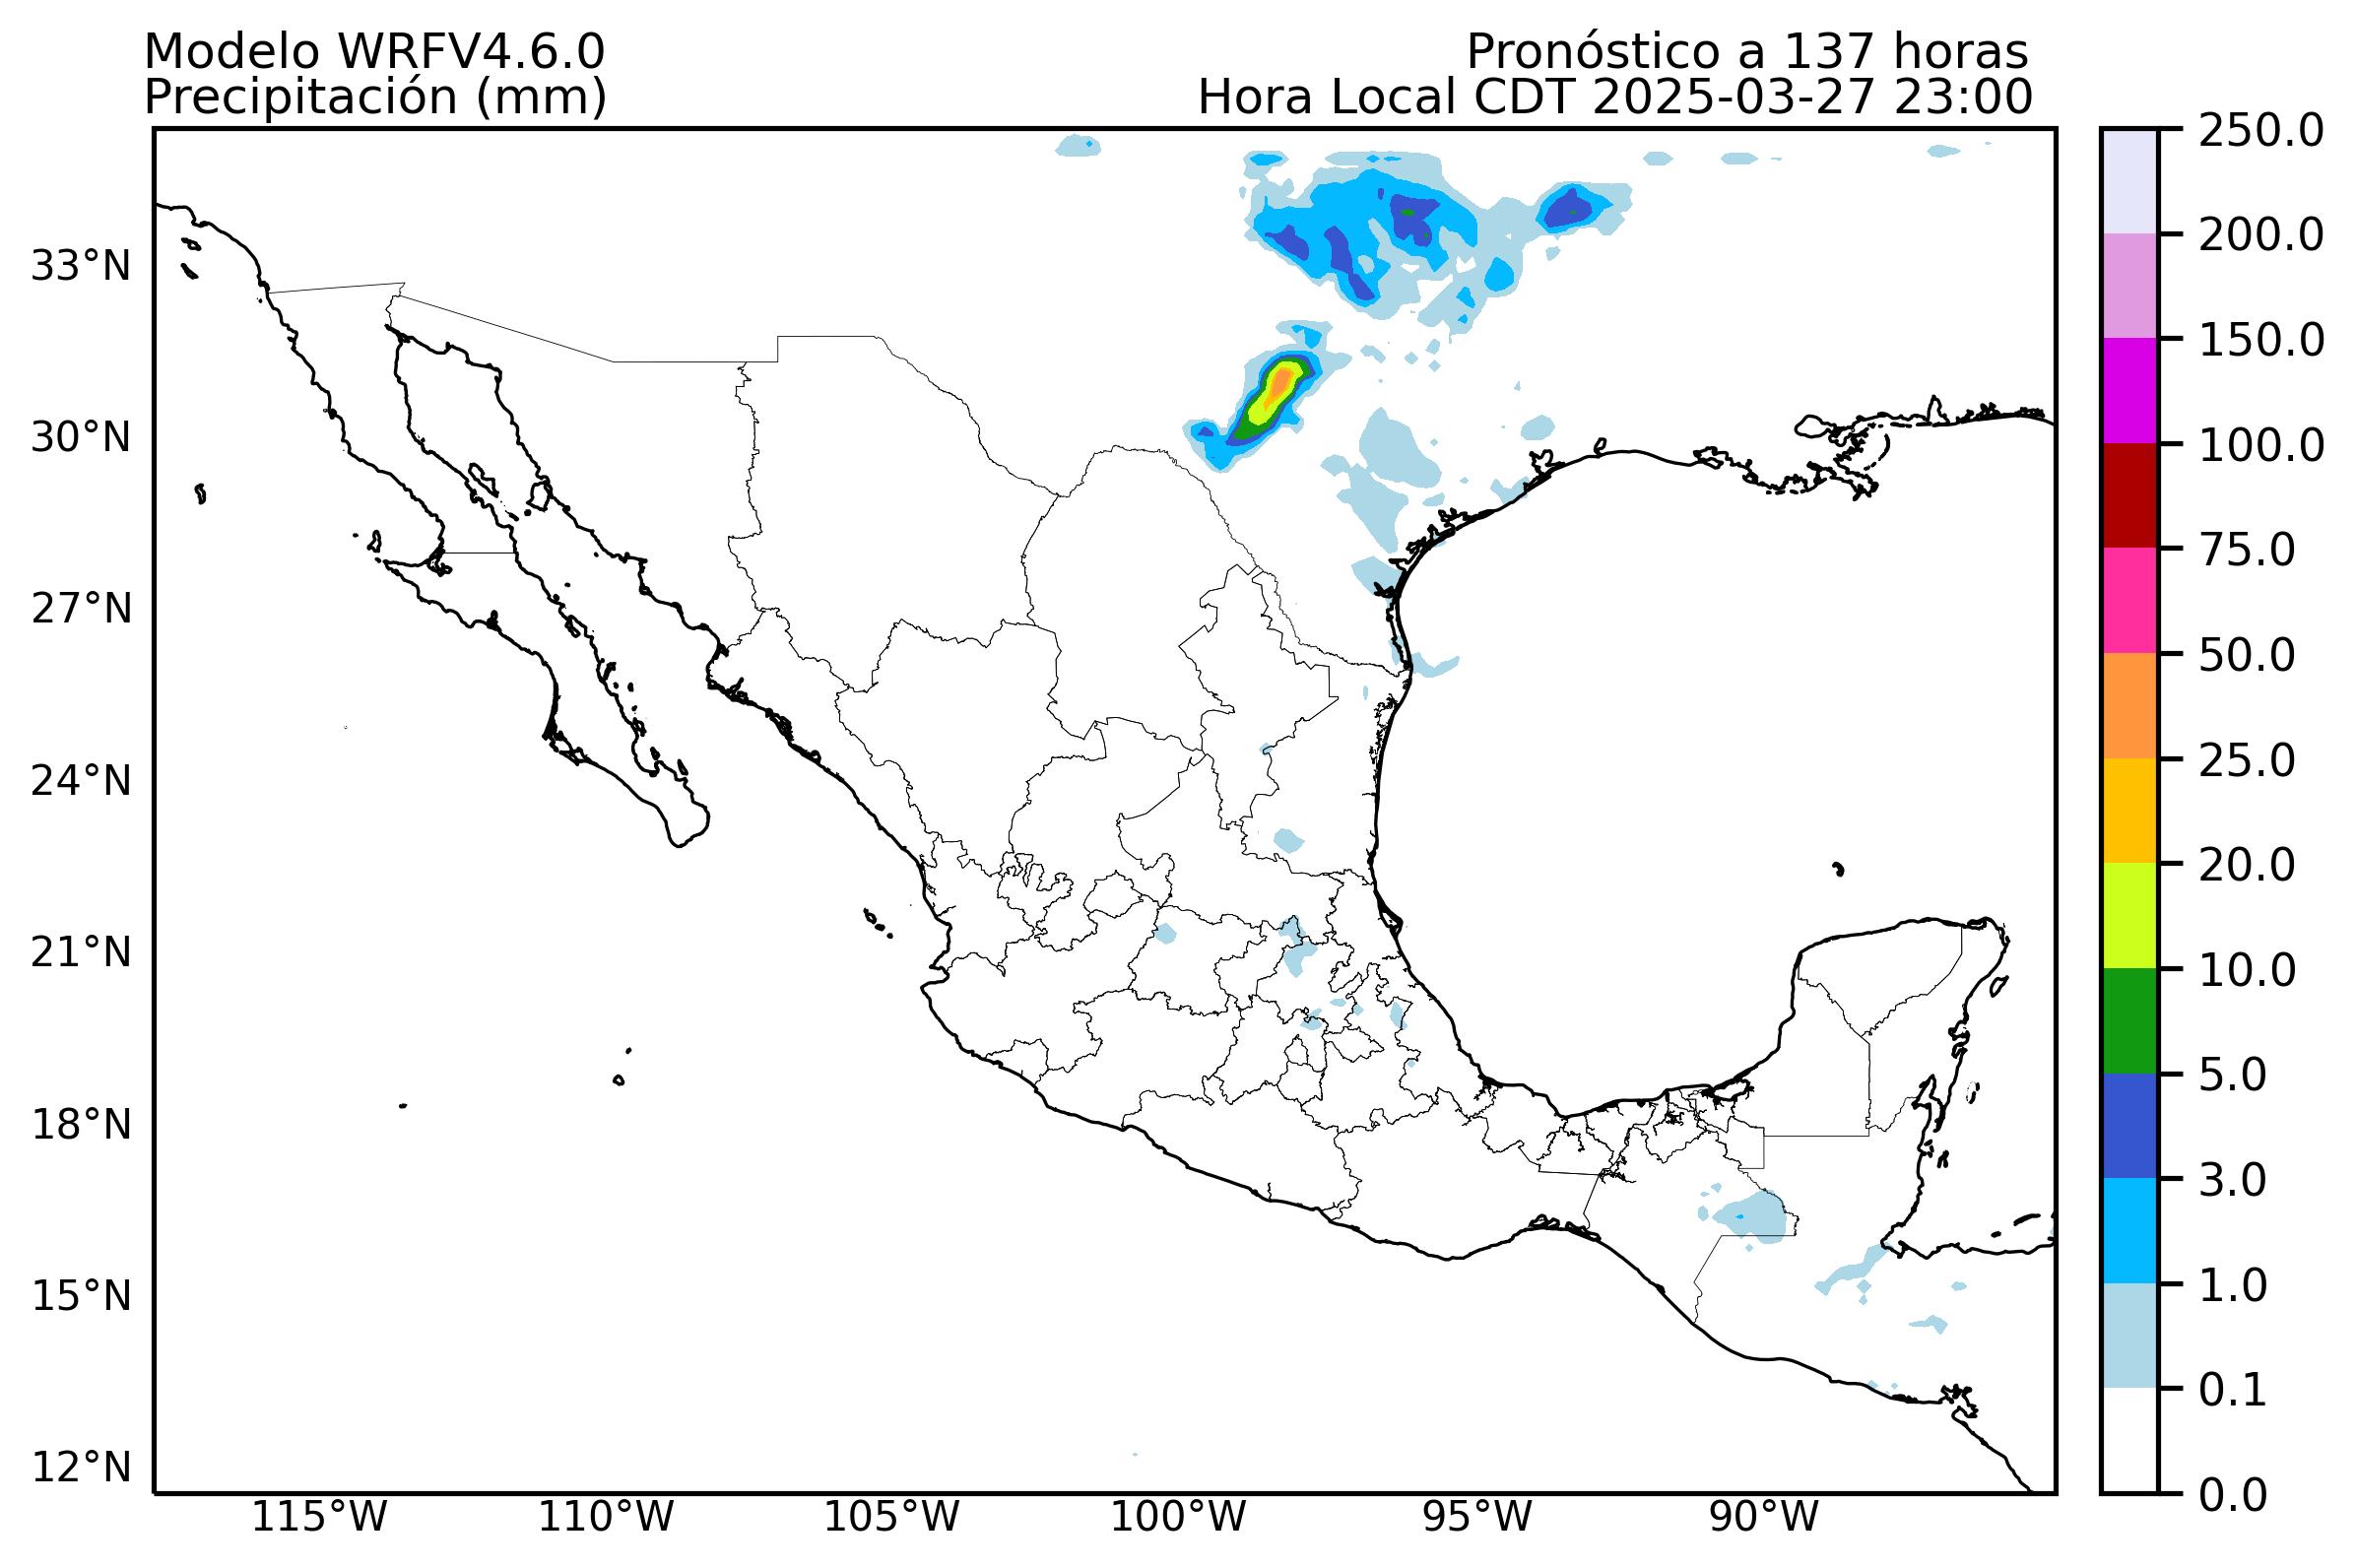 Modelo WRFV4.6.0
Precipitación (mm)
Pronóstico a 137 horas
Hora Local CDT 2025-03-27 23:00
33°N
30°N
27°N
24°N
21°N
18°N
15°N
12°N
115°W
110°W
105°W
100°W
95°W
90°W
250.0
200.0
150.0
100.0
75.0
50.0
25.0
20.0
10.0
5.0
3.0
1.0
0.1
0.0